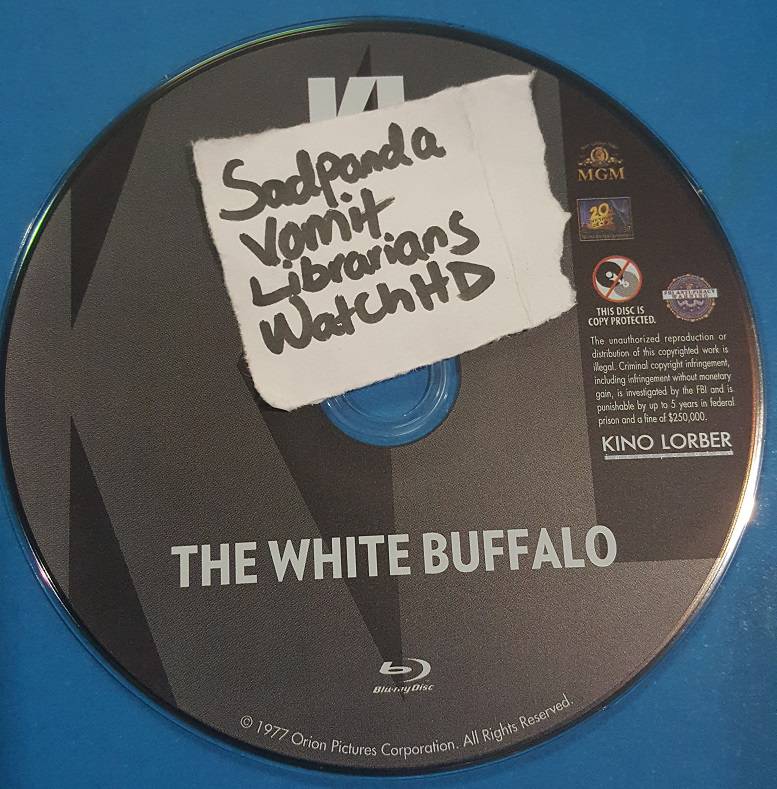 KL
Sadpanda
Vomit
Librarians
WatchHD
MGM
20
THIS DISC IS
COPY PROTECTED.
The unauthorized reproduction or
distribution of this copyrighted work is
illegal. Criminal copyright infringement,
including infringement without monetary
gain, is investigated by the FBI and is
punishable by up to 5 years in federal
prison and a fine of $250,000.
KINO LORBER
THE WHITE BUFFALO
Blu-ray Disc
© 1977 Orion Pictures Corporation. All Rights Reserved.